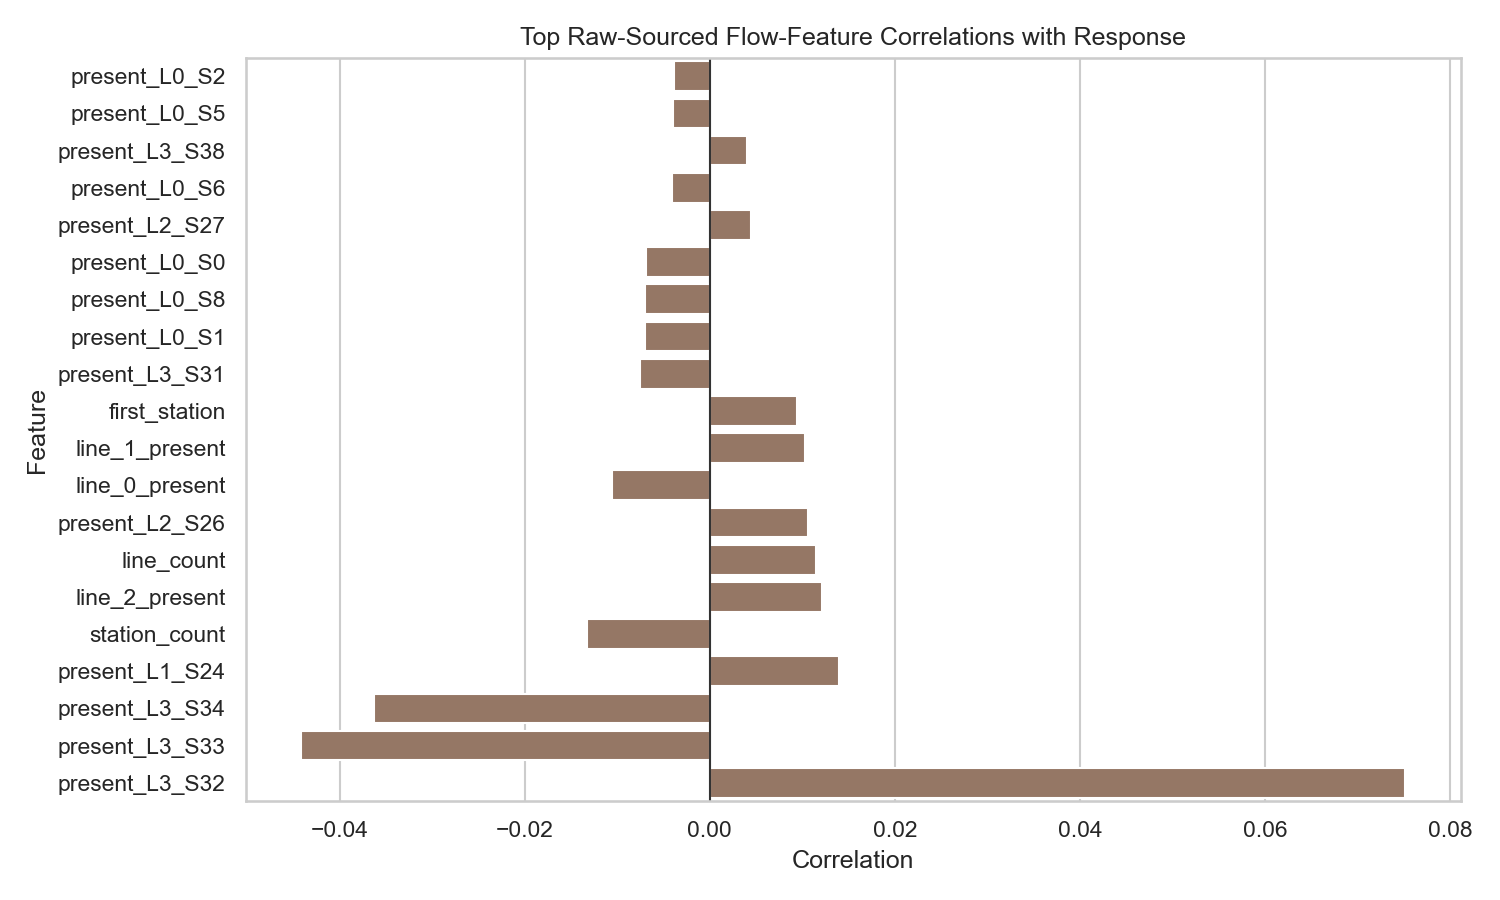 Top Raw-Sourced Flow-Feature Correlations with Response
present_L0_S2
present_L0_S5
present_L3_S38
present_L0_S6
present_L2_S27
present_L0_S0
present_L0_S8
present_L0_S1
present_L3_S31
first_station
line_1_present
line_0_present
present_L2_S26
line_count
line_2_present
station_count
present_L1_S24
present_L3_S34
present_L3_S33
present_L3_S32
Feature
−0.04 −0.02 0.00 0.02 0.04 0.06 0.08
Correlation